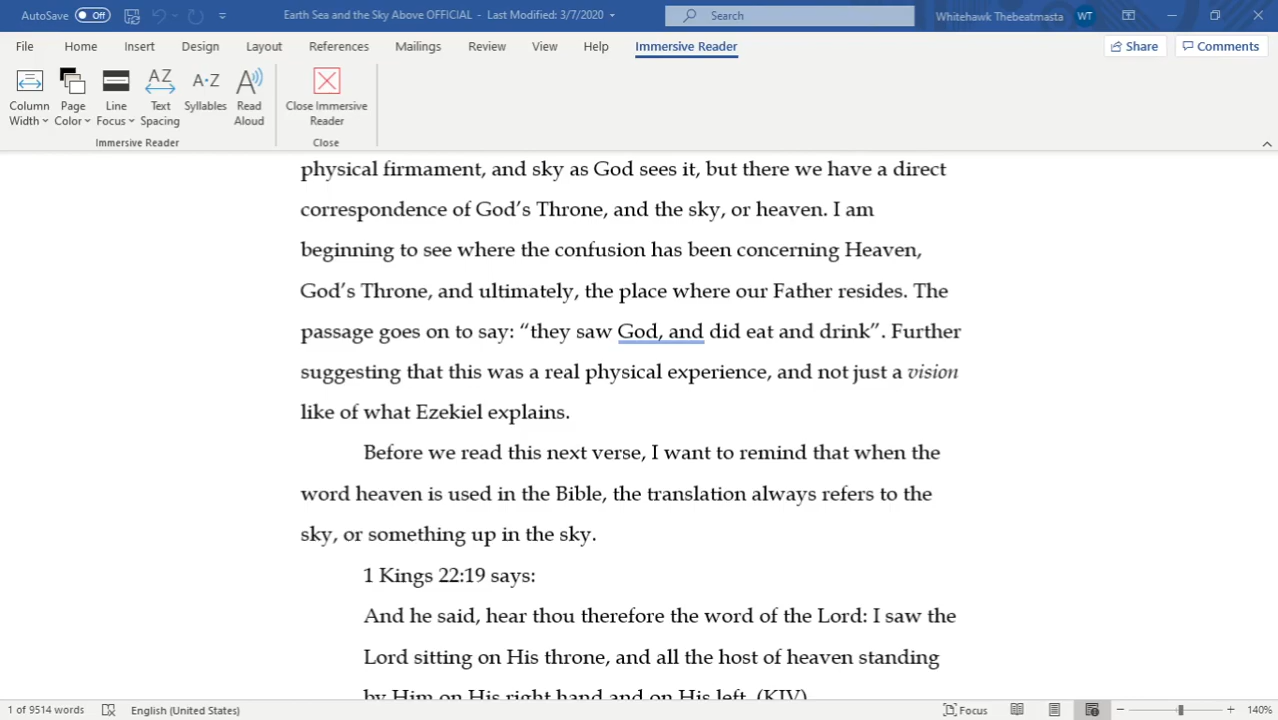 AutoSave Off Earth Sea and the Sky Above OFFICIAL - Last Modified: 3/7/2020 Search Whitehawk Thebeatmasta WT
File Home Insert Design Layout References Mailings Review View Help Immersive Reader Share Comments
AZ A·Z A
Column Page Line Text Syllables Read Close Immersive
Width Color Focus Spacing Aloud Reader
Immersive Reader Close
physical firmament, and sky as God sees it, but there we have a direct
correspondence of God's Throne, and the sky, or heaven. I am
beginning to see where the confusion has been concerning Heaven,
God's Throne, and ultimately, the place where our Father resides. The
passage goes on to say: “they saw God, and did eat and drink”. Further
suggesting that this was a real physical experience, and not just a vision
like of what Ezekiel explains.
Before we read this next verse, I want to remind that when the
word heaven is used in the Bible, the translation always refers to the
sky, or something up in the sky.
1 Kings 22:19 says:
And he said, hear thou therefore the word of the Lord: I saw the
Lord sitting on His throne, and all the host of heaven standing
by Him on His right hand and on His left. (KJV)
1 of 9514 words English (United States) Focus 140%